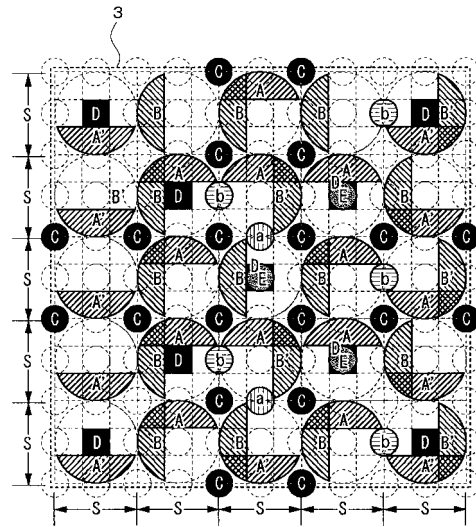 3
C C
A
S D B B B' b D B'
A' A'
C C
A A A
S B' B D b B' D E B
A' A'
C C C a C C C
A A A
S B B D E B b B'
A' A'
C C C C C C
A A A
S B D b B' D E B
A' A'
C a C
A A
S D B B B' B b D B'
A' A'
C C
S S S S S